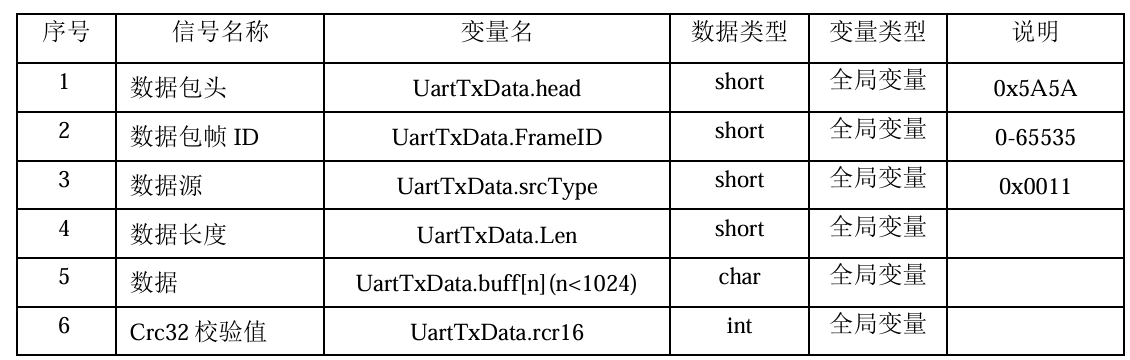 序号 信号名称 变量名 数据类型 变量类型 说明
1 数据包头 UartTxData.head short 全局变量 0x5A5A
2 数据包帧 ID UartTxData.FrameID short 全局变量 0-65535
3 数据源 UartTxData.srcType short 全局变量 0x0011
4 数据长度 UartTxData.Len short 全局变量
5 数据 UartTxData.buff[n](n<1024) char 全局变量
6 Crc32 校验值 UartTxData.rcr16 int 全局变量